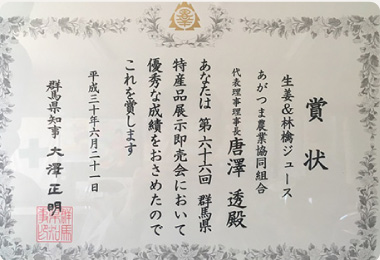 賞状
生姜&林檎ジュース
あがつま農業協同組合
代表理事理事長 唐澤 透殿
あなたは 第六十六回 群馬県
特産品展示即売会において
優秀な成績をおさめたので
これを賞します
平成三十年六月二十一日
群馬県知事 大澤正明